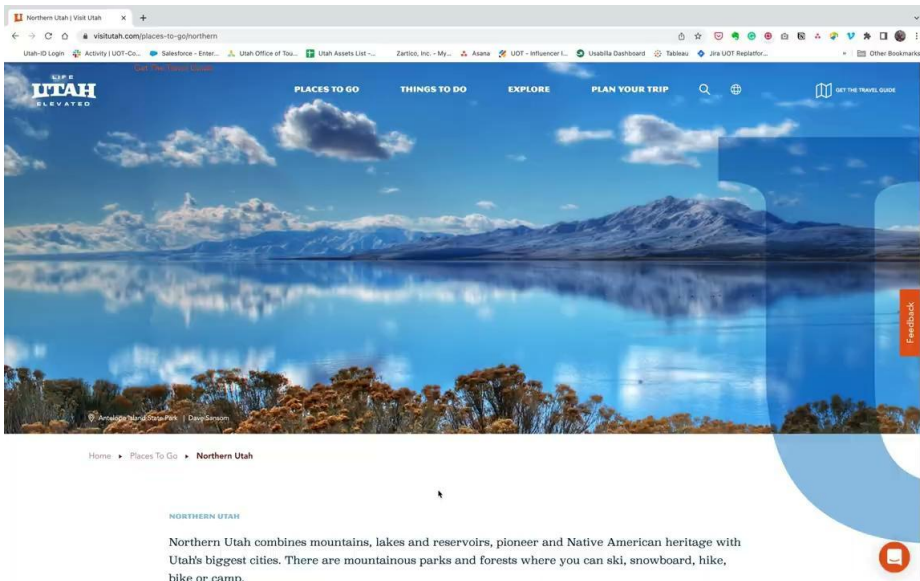 Northern Utah | Visit Utah
visitutah.com/places-to-go/northern
Utah-ID Login
Activity | UOT-Co...
Salesforce - Enter...
Utah Office of Tou...
Utah Assets List –...
Zartico, Inc. - My...
Asana
UOT - Influencer I...
Usabilla Dashboard
Tableau
Jira UOT Replatfor...
Other Bookmarks
Get The Travel Guide
LIFE
UTAH
ELEVATED
PLACES TO GO
THINGS TO DO
EXPLORE
PLAN YOUR TRIP
GET THE TRAVEL GUIDE
Feedback
Antelope Island State Park | Dave Sansom
Home ▸ Places To Go ▸ Northern Utah
NORTHERN UTAH
Northern Utah combines mountains, lakes and reservoirs, pioneer and Native American heritage with
Utah's biggest cities. There are mountainous parks and forests where you can ski, snowboard, hike,
bike or camp.